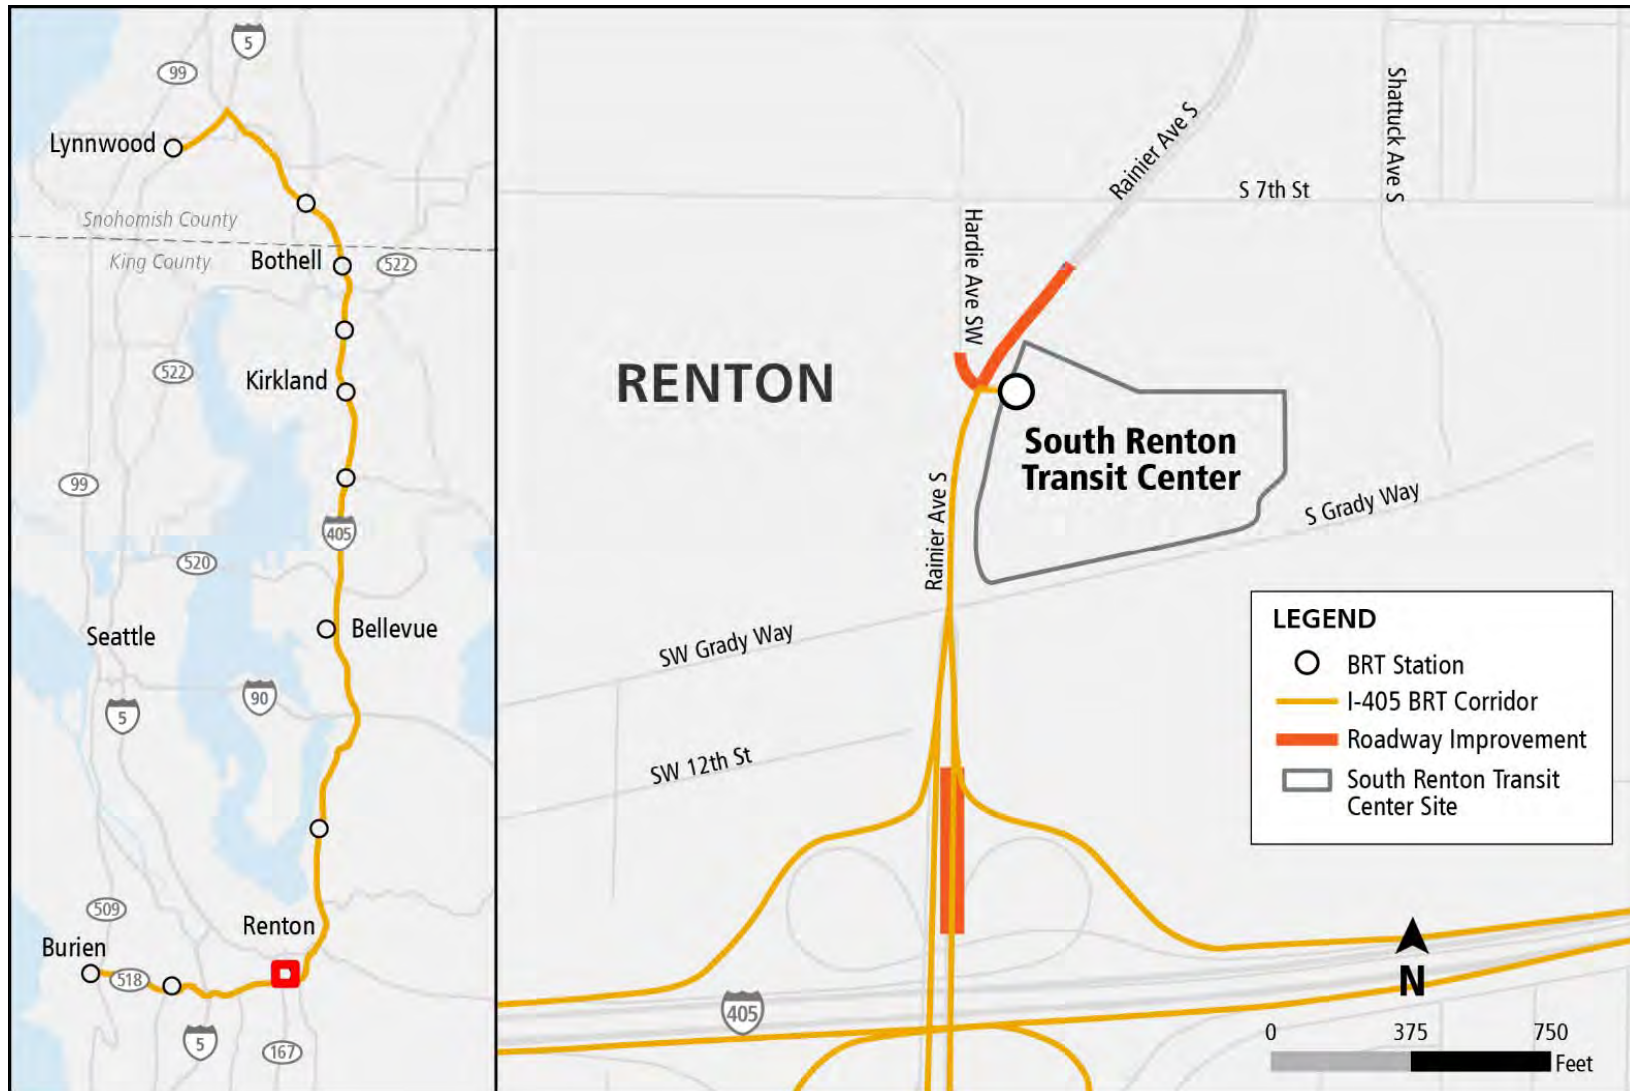 5
99
Lynnwood
Snohomish County
King County
Bothell
522
522
Kirkland
99
405
520
Seattle
Bellevue
90
5
509
Renton
Burien
518
5
167
Shattuck Ave S
Rainier Ave S
S 7th St
Hardie Ave SW
RENTON
South Renton
Transit Center
Rainier Ave S
S Grady Way
SW Grady Way
SW 12th St
405
LEGEND
BRT Station
I-405 BRT Corridor
Roadway Improvement
South Renton Transit
Center Site
N
0 375 750
Feet